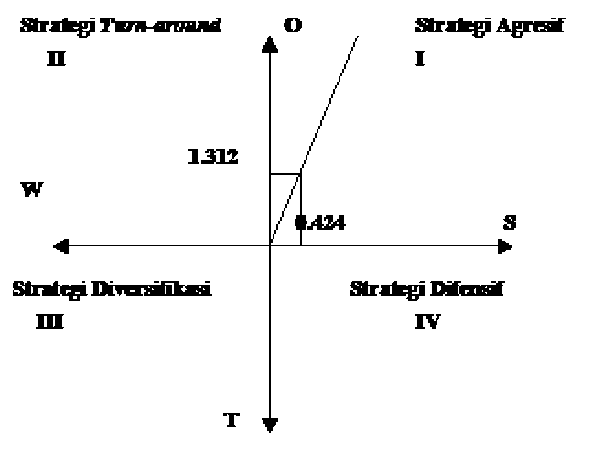 Strategi Turn-around O Strategi Agresif
II I
1.312
W
0.424 S
Strategi Diversifikasi Strategi Difensif
III IV
T